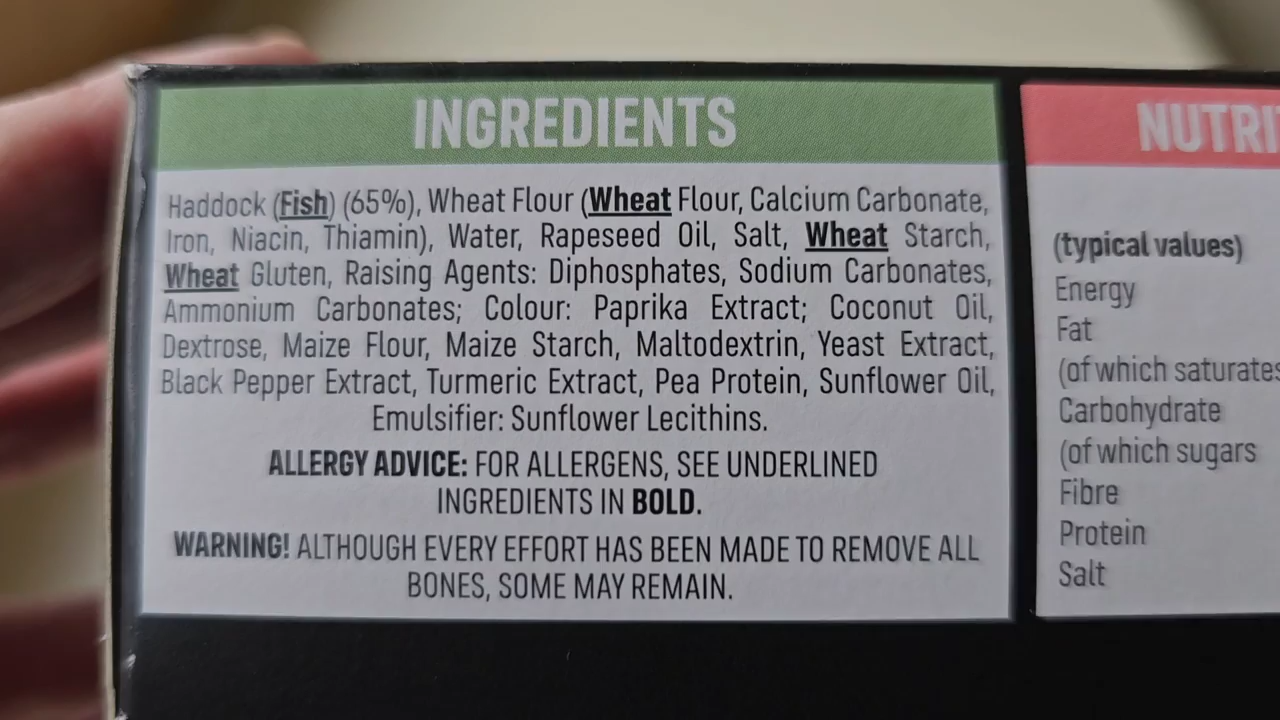 INGREDIENTS
Haddock (Fish) (65%), Wheat Flour (Wheat Flour, Calcium Carbonate,
Iron, Niacin, Thiamin), Water, Rapeseed Oil, Salt, Wheat Starch,
Wheat Gluten, Raising Agents: Diphosphates, Sodium Carbonates,
Ammonium Carbonates; Colour: Paprika Extract; Coconut Oil,
Dextrose, Maize Flour, Maize Starch, Maltodextrin, Yeast Extract,
Black Pepper Extract, Turmeric Extract, Pea Protein, Sunflower Oil,
Emulsifier: Sunflower Lecithins.
ALLERGY ADVICE: FOR ALLERGENS, SEE UNDERLINED
INGREDIENTS IN BOLD.
WARNING! ALTHOUGH EVERY EFFORT HAS BEEN MADE TO REMOVE ALL
BONES, SOME MAY REMAIN.
NUTRI
(typical values)
Energy
Fat
(of which saturates
Carbohydrate
(of which sugars
Fibre
Protein
Salt